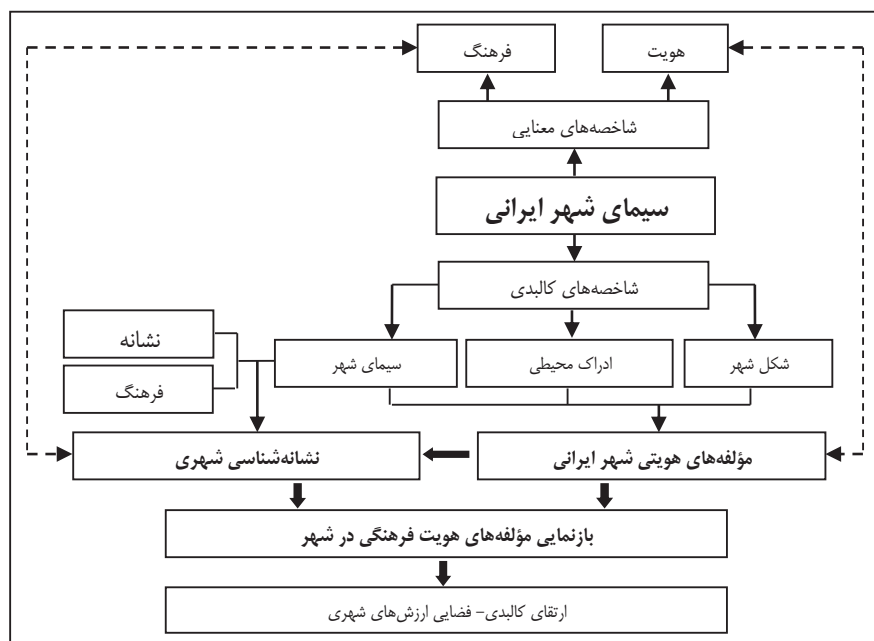 هویت
فرهنگ
شاخصه‌های معنایی
سیمای شهر ایرانی
شاخصه‌های کالبدی
نشانه
فرهنگ
شکل شهر
ادراک محیطی
سیمای شهر
مؤلفه‌های هویتی شهر ایرانی
نشانه‌شناسی شهری
بازنمایی مؤلفه‌های هویت فرهنگی در شهر
ارتقای کالبدی- فضایی ارزش‌های شهری